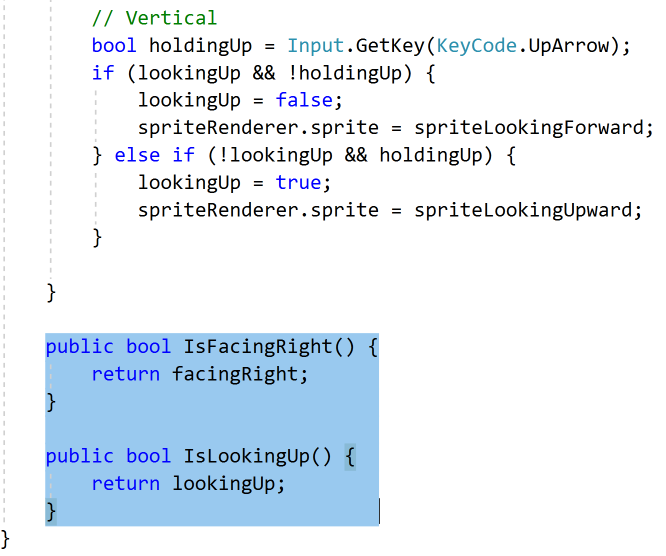 // Vertical
bool holdingUp = Input.GetKey(KeyCode.UpArrow);
if (lookingUp && !holdingUp) {
lookingUp = false;
spriteRenderer.sprite = spriteLookingForward;
} else if (!lookingUp && holdingUp) {
lookingUp = true;
spriteRenderer.sprite = spriteLookingUpward;
}
}
public bool IsFacingRight() {
return facingRight;
}
public bool IsLookingUp() {
return lookingUp;
}
}